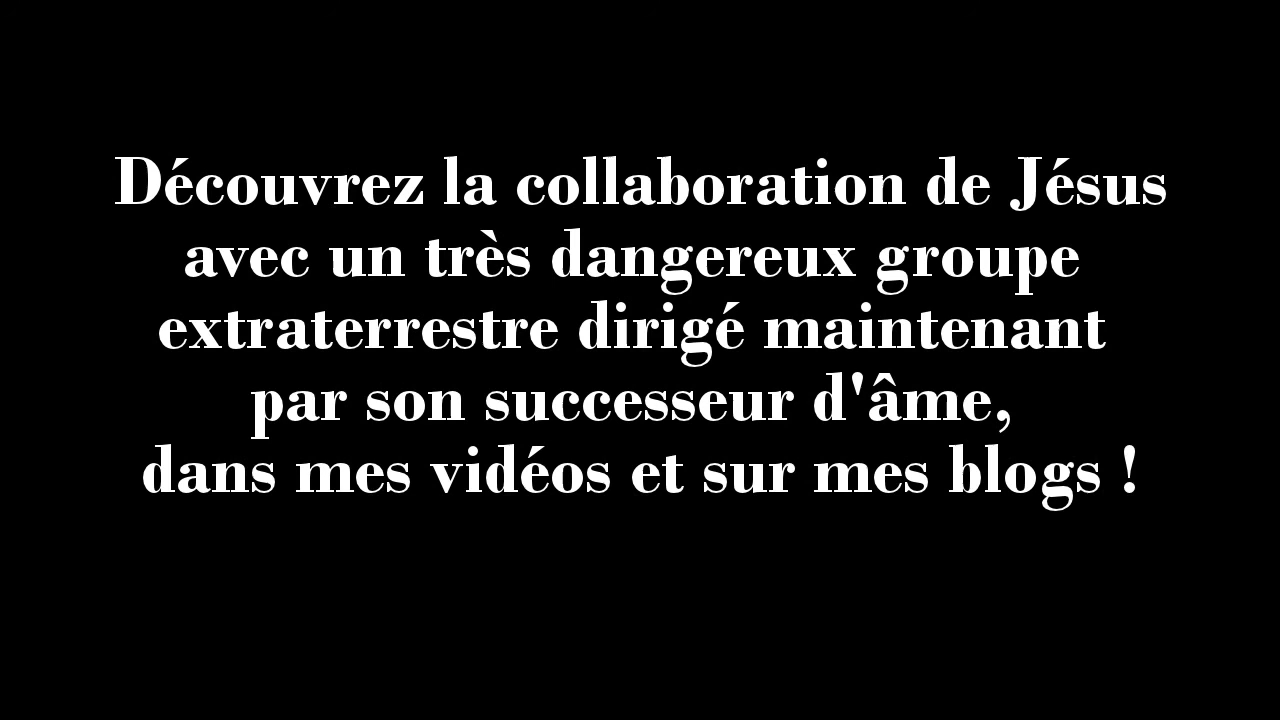 Découvrez la collaboration de Jésus
avec un très dangereux groupe
extraterrestre dirigé maintenant
par son successeur d'âme,
dans mes vidéos et sur mes blogs !